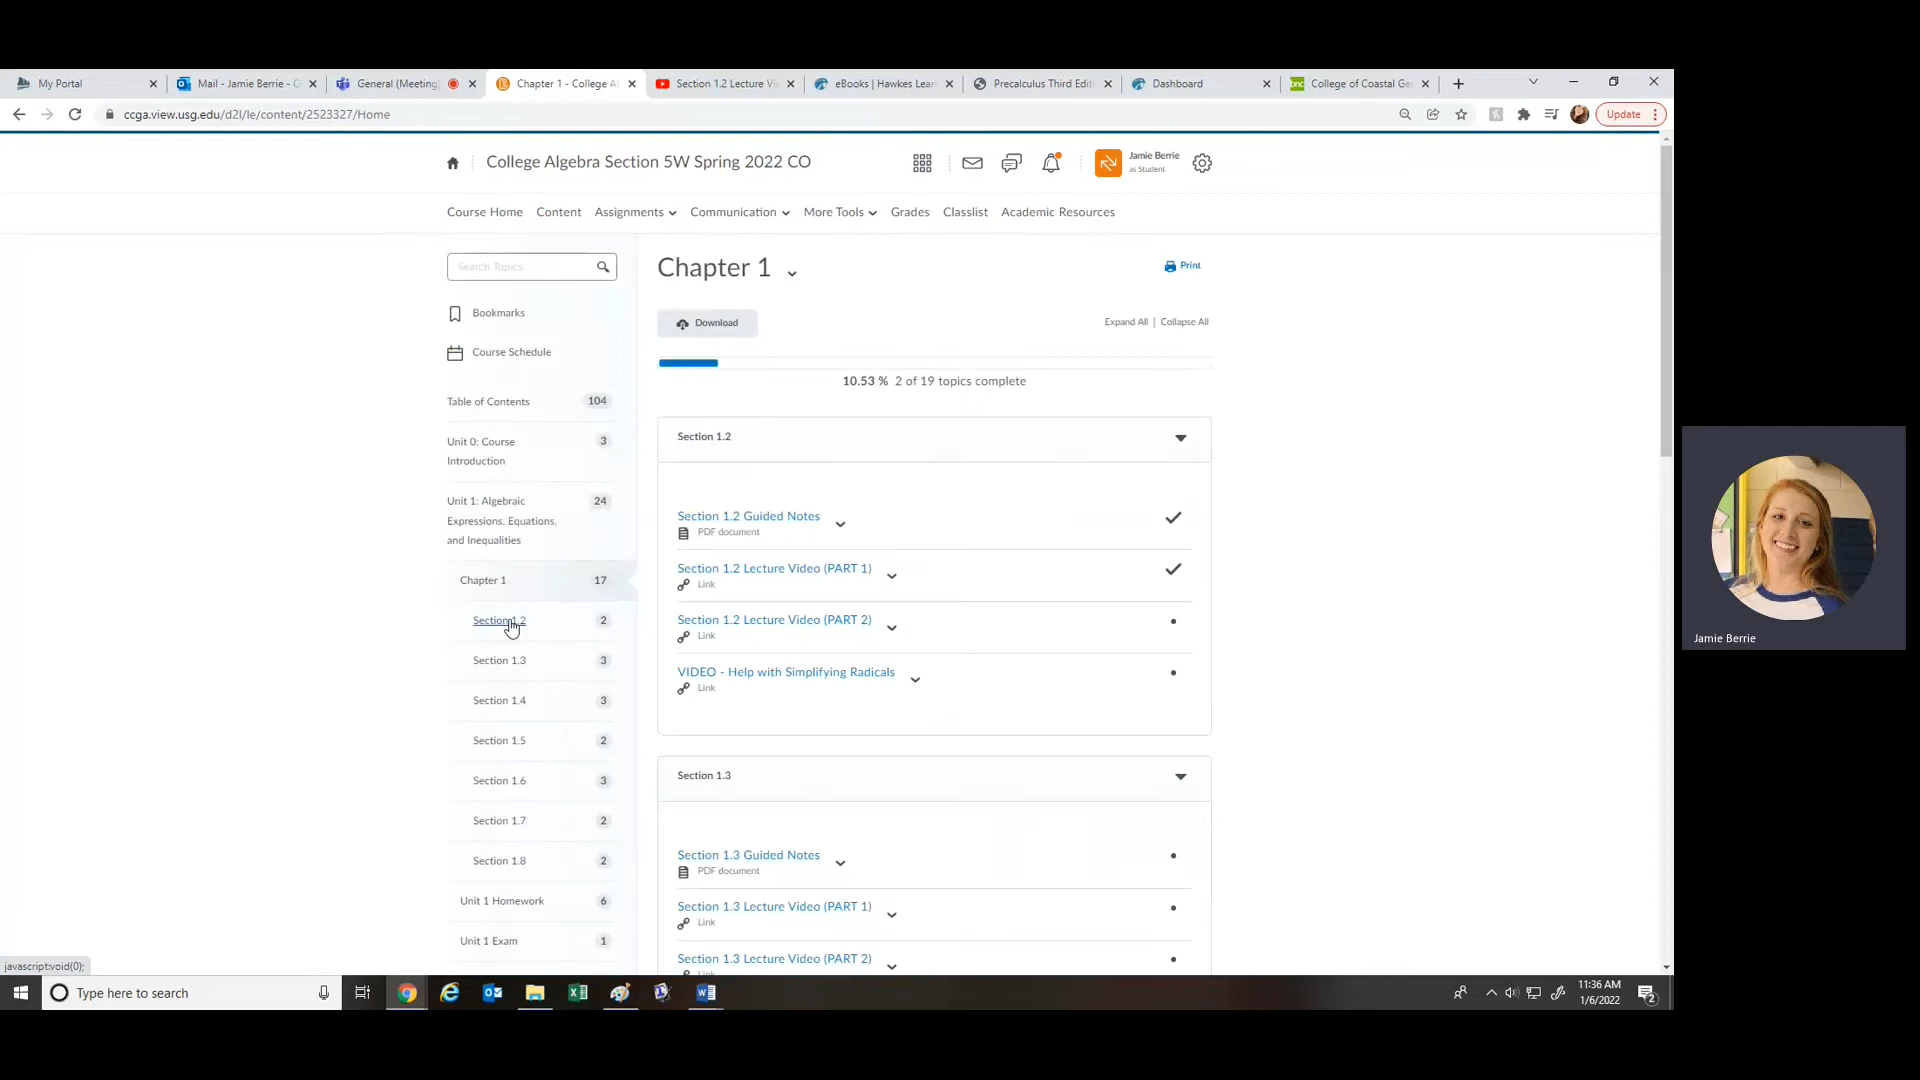 My Portal
Mail - Jamie Berrie - C
General (Meeting)
Chapter 1 - College Al
Section 1.2 Lecture Vi
eBooks | Hawkes Lear
Precalculus Third Editi
Dashboard
College of Coastal Ge
ccga.view.usg.edu/d2l/le/content/2523327/Home
Update
College Algebra Section 5W Spring 2022 CO
Jamie Berrie
as Student
Course Home Content Assignments Communication More Tools Grades Classlist Academic Resources
Search Topics
Bookmarks
Course Schedule
Table of Contents 104
Unit 0: Course 3
Introduction
Unit 1: Algebraic 24
Expressions, Equations,
and Inequalities
Chapter 1 17
Section 1.2 2
Section 1.3 3
Section 1.4 3
Section 1.5 2
Section 1.6 3
Section 1.7 2
Section 1.8 2
Unit 1 Homework 6
Unit 1 Exam 1
Chapter 1
Print
Download
Expand All | Collapse All
10.53 % 2 of 19 topics complete
Section 1.2
Section 1.2 Guided Notes
PDF document
Section 1.2 Lecture Video (PART 1)
Link
Section 1.2 Lecture Video (PART 2)
Link
VIDEO - Help with Simplifying Radicals
Link
Section 1.3
Section 1.3 Guided Notes
PDF document
Section 1.3 Lecture Video (PART 1)
Link
Section 1.3 Lecture Video (PART 2)
Link
Jamie Berrie
javascript:void(0);
Type here to search
11:36 AM
1/6/2022
2